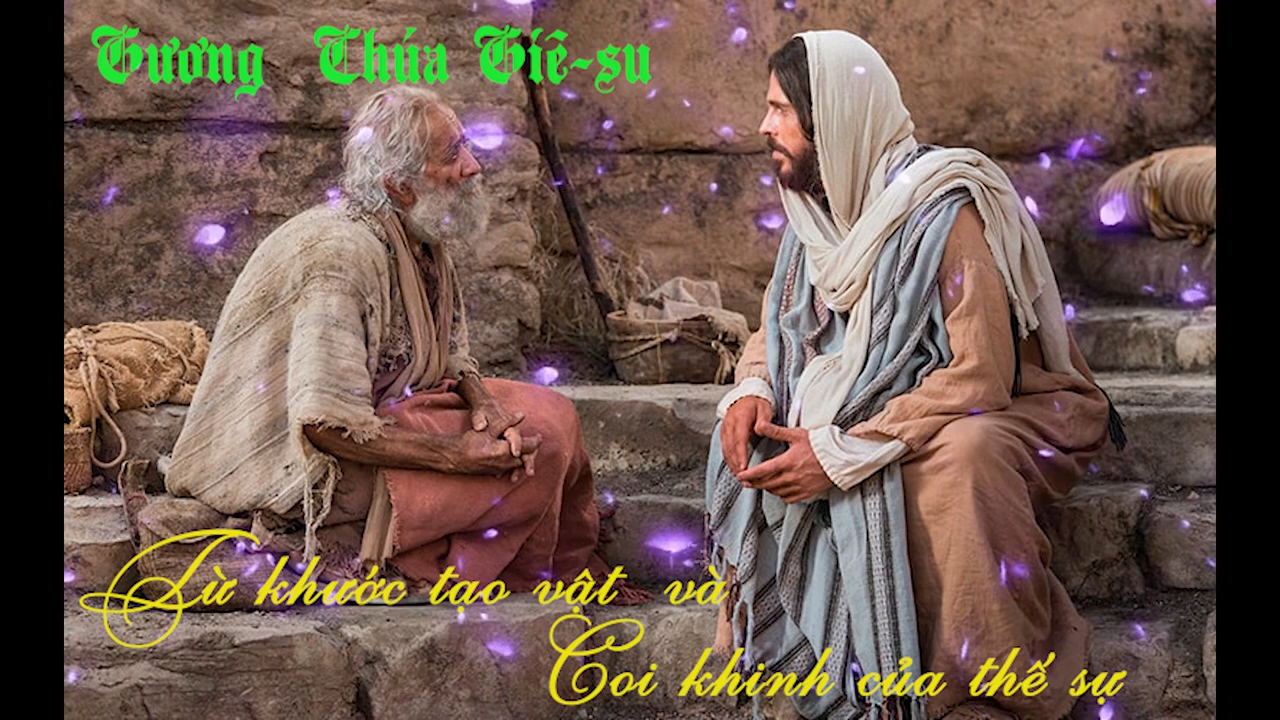 Gương Chúa Giê-su
Từ khước tạo vật và
Coi khinh của thế sự